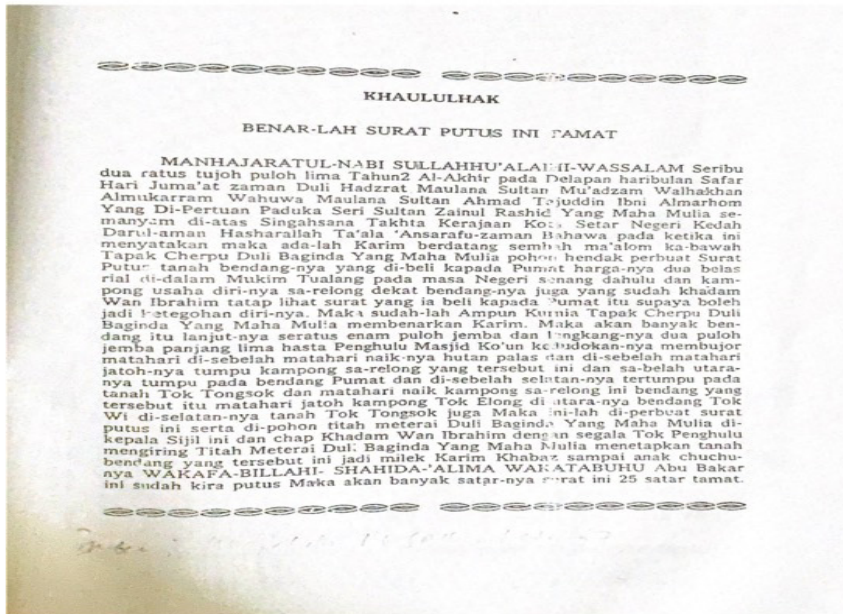 KHAULULHAK
BENAR-LAH SURAT PUTUS INI TAMAT
MANHAJARATUL-NABI SULLAHHU'ALAIHI-WASSALAM Seribu
dua ratus tujoh puloh lima Tahun2 Al-Akhir pada Delapan haribulan Safar
Hari Juma'at zaman Duli Hadzrat Maulana Sultan Mu'adzam Walhakhan
Almukarram Wahuwa Maulana Sultan Ahmad Tajuddin Ibni Almarhom
Yang Di-Pertuan Paduka Seri Sultan Zainul Rashid Yang Maha Mulia se-
manyam di-atas Singahsana Takhta Kerajaan Kota Setar Negeri Kedah
Darul-aman Hasharallah Ta'ala 'Ansarafu-zaman Bahawa pada ketika ini
menyatakan maka ada-lah Karim berdatang sembah ma'alom ka-bawah
Tapak Cherpu Duli Baginda Yang Maha Mulia pohon hendak perbuat Surat
Putus tanah bendang-nya yang di-beli kapada Pumat harga-nya dua belas
rial di-dalam Mukim Tualang pada masa Negeri senang dahulu dan kam-
pong usaha diri-nya sa-relong dekat bendang-nya juga yang sudah khadam
Wan Ibrahim tatap lihat surat yang ia beli kapada Pumat itu supaya boleh
jadi ketegohan diri-nya. Maka sudah-lah Ampun Kurnia Tapak Cherpu Duli
Baginda Yang Maha Mulia membenarkan Karim. Maka akan banyak ben-
dang itu lanjut-nya seratus enam puloh jemba dan lingkang-nya dua puloh
jemba panjang lima hasta Penghulu Masjid Ko'un kedudokan-nya membujor
matahari di-sebelah matahari naik-nya hutan palas dan di-sebelah matahari
jatoh-nya tumpu kampong sa-relong yang tersebut ini dan sa-belah utara-
nya tumpu pada bendang Pumat dan di-sebelah selatan-nya tertumpu pada
tanah Tok Tongsok dan matahari naik kampong sa-relong ini bendang yang
tersebut itu matahari jatoh kampong Tok Elong di utara-nya bendang Tok
Wi di-selatan-nya tanah Tok Tongsok juga Maka ini-lah di-perbuat surat
putus ini serta di-pohon titah meterai Duli Baginda Yang Maha Mulia di-
kepala Sijil ini dan chap Khadam Wan Ibrahim dengan segala Tok Penghulu
mengiring Titah Meterai Duli Baginda Yang Maha Mulia menetapkan tanah
bendang yang tersebut ini jadi milek Karim Khabaz sampai anak chuchu-
nya WAKAFA-BILLAHI- SHAHIDA-'ALIMA WAKATABUHU Abu Bakar
ini sudah kira putus Maka akan banyak satar-nya surat ini 25 satar tamat.